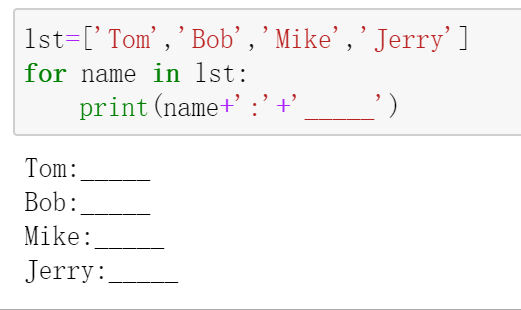 lst=['Tom','Bob','Mike','Jerry']
for name in lst:
    print(name+':'+'_____')
Tom:_____
Bob:_____
Mike:_____
Jerry:_____